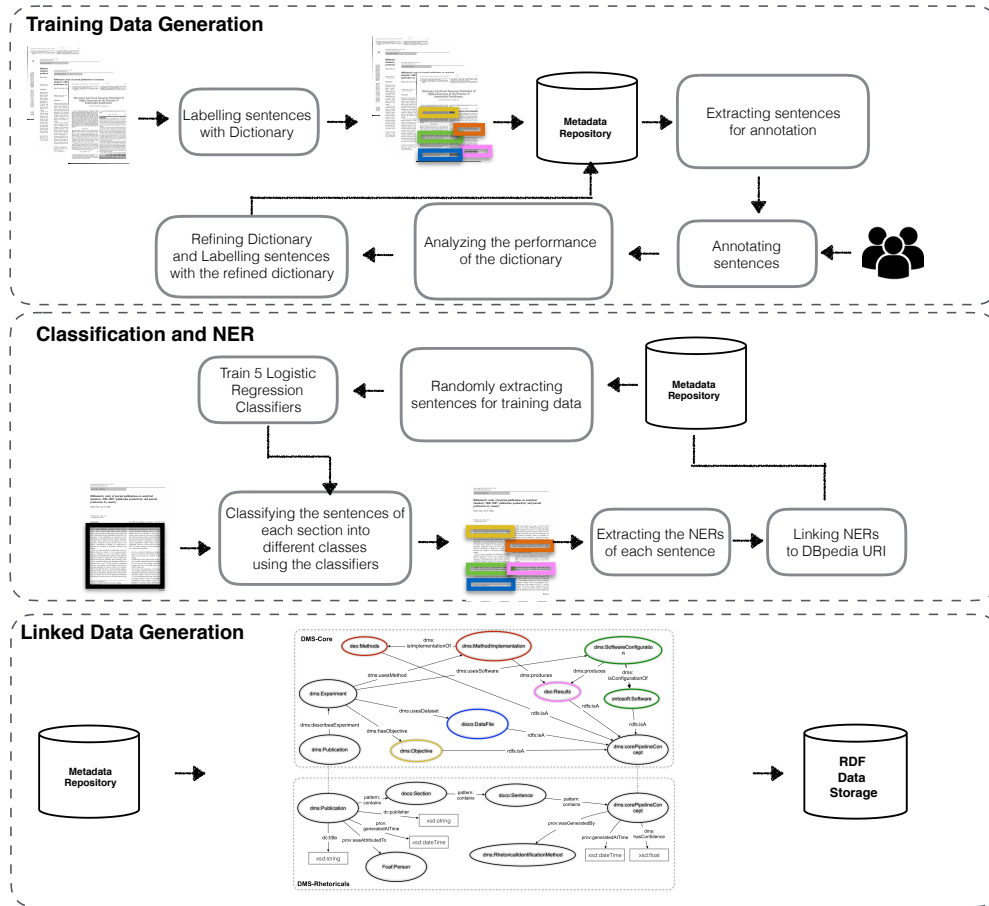 Training Data Generation
Labelling sentences
with Dictionary
Metadata
Repository
Extracting sentences
for annotation
Refining Dictionary
and Labelling sentences
with the refined dictionary
Analyzing the performance
of the dictionary
Annotating
sentences
Classification and NER
Train 5 Logistic
Regression
Classifiers
Randomly extracting
sentences for training data
Metadata
Repository
Classifying the sentences of
each section into
different classes
using the classifiers
Extracting the NERs
of each sentence
Linking NERs
to DBpedia URI
Linked Data Generation
Metadata
Repository
DMS-Core
deo:Methods
dms:
isImplementationOf
dms:MethodImplementation
dms:SoftwareConfiguratio
n
dms:usesMethod
dms:usesSoftware
dms:produces
dms:produces
dms:
isConfigurationOf
dms:Experiment
deo:Results
ontosoft:Software
dms:usesDataset
rdfs:isA
rdfs:isA
dms:describesExperiment
disco:DataFile
rdfs:isA
dms:hasObjective
dms:Publication
dms:Objective
rdfs:isA
dms:corePipelineConce
pt
dms:Publication
pattern:
contains
doco:Section
pattern:
contains
doco:Sentence
pattern:
contains
dms:corePipelineConce
pt
dc:publisher
xsd:string
prov:
generatedAtTime
xsd:dateTime
dc:title
xsd:string
prov:wasAttributedTo
Foaf:Person
prov:wasGeneratedBy
dms:RhetoricalIdentificationMethod
prov:generatedAtTime
xsd:dateTime
dms:
hasConfidence
xsd:float
DMS-Rhetoricals
RDF
Data
Storage